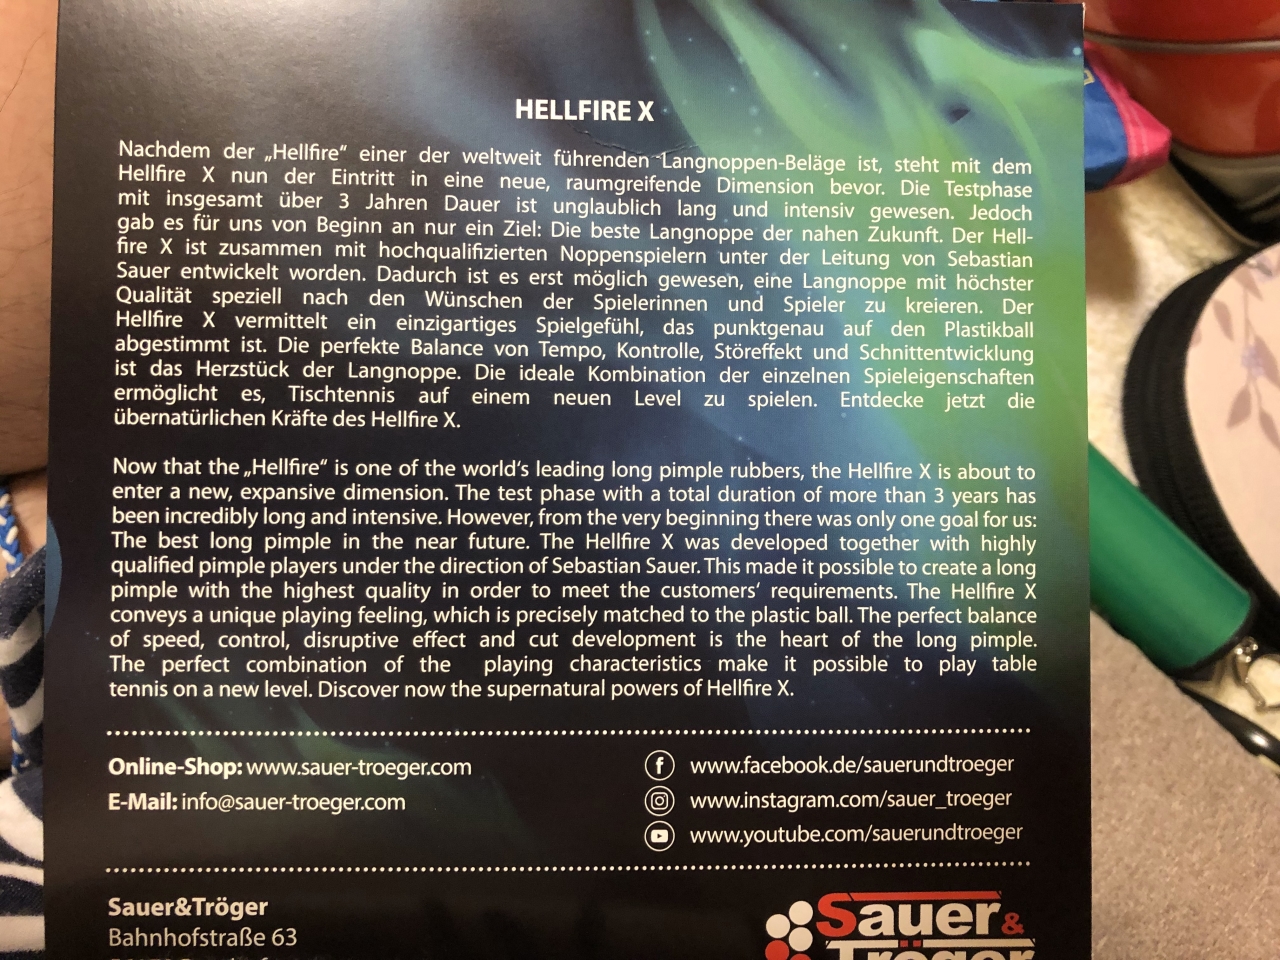 HELLFIRE X
Nachdem der „Hellfire“ einer der weltweit führenden Langnoppen-Beläge ist, steht mit dem
Hellfire X nun der Eintritt in eine neue, raumgreifende Dimension bevor. Die Testphase
mit insgesamt über 3 Jahren Dauer ist unglaublich lang und intensiv gewesen. Jedoch
gab es für uns von Beginn an nur ein Ziel: Die beste Langnoppe der nahen Zukunft. Der Hell-
fire X ist zusammen mit hochqualifizierten Noppenspielern unter der Leitung von Sebastian
Sauer entwickelt worden. Dadurch ist es erst möglich gewesen, eine Langnoppe mit höchster
Qualität speziell nach den Wünschen der Spielerinnen und Spieler zu kreieren. Der
Hellfire X vermittelt ein einzigartiges Spielgefühl, das punktgenau auf den Plastikball
abgestimmt ist. Die perfekte Balance von Tempo, Kontrolle, Störeffekt und Schnittentwicklung
ist das Herzstück der Langnoppe. Die ideale Kombination der einzelnen Spieleigenschaften
ermöglicht es, Tischtennis auf einem neuen Level zu spielen. Entdecke jetzt die
übernatürlichen Kräfte des Hellfire X.
Now that the „Hellfire“ is one of the world‘s leading long pimple rubbers, the Hellfire X is about to
enter a new, expansive dimension. The test phase with a total duration of more than 3 years has
been incredibly long and intensive. However, from the very beginning there was only one goal for us:
The best long pimple in the near future. The Hellfire X was developed together with highly
qualified pimple players under the direction of Sebastian Sauer. This made it possible to create a long
pimple with the highest quality in order to meet the customers‘ requirements. The Hellfire X
conveys a unique playing feeling, which is precisely matched to the plastic ball. The perfect balance
of speed, control, disruptive effect and cut development is the heart of the long pimple.
The perfect combination of the playing characteristics make it possible to play table
tennis on a new level. Discover now the supernatural powers of Hellfire X.
Online-Shop: www.sauer-troeger.com
E-Mail: info@sauer-troeger.com
www.facebook.de/sauerundtroeger
www.instagram.com/sauer_troeger
www.youtube.com/sauerundtroeger
Sauer&Tröger
Bahnhofstraße 63
Sauer &
Tröger